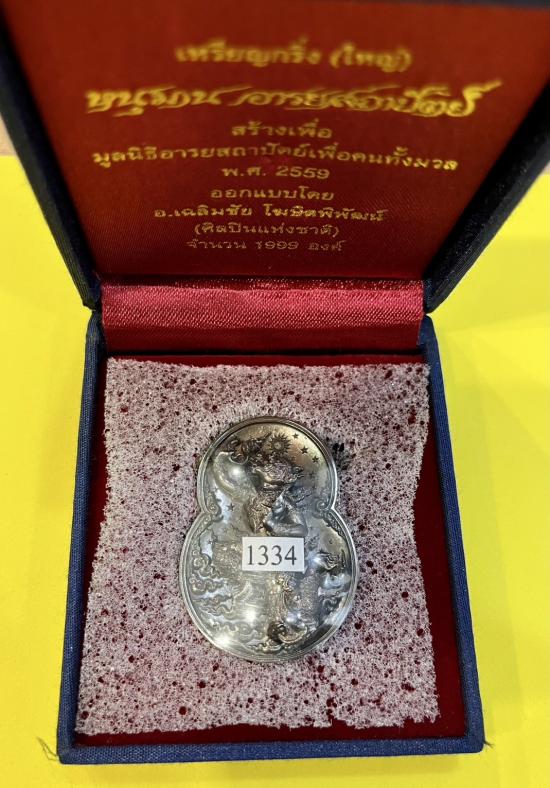 เหรียญกริ่ง (ใหญ่)
หนุมาน อารยสถาปัตย์
สร้างเพื่อ
มูลนิธิอารยสถาปัตย์เพื่อคนทั้งมวล
พ.ศ. 2559
ออกแบบโดย
อ.เฉลิมชัย โฆษิตพิพัฒน์
(ศิลปินแห่งชาติ)
จำนวน 1999 องค์
1334